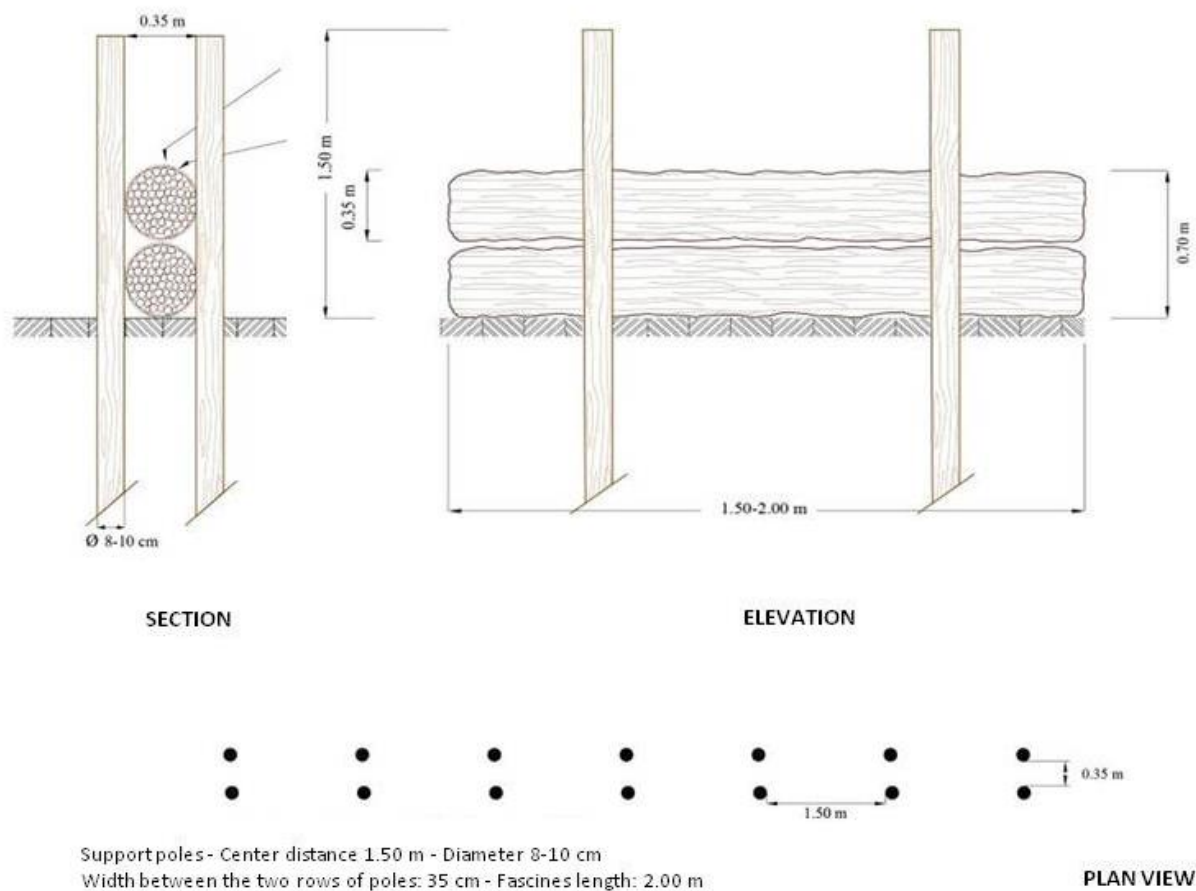 0.35 m
1.50 m
0.35 m
0.70 m
1.50-2.00 m
Ø 8-10 cm
SECTION
ELEVATION
0.35 m
1.50 m
Support poles - Center distance 1.50 m - Diameter 8-10 cm
Width between the two rows of poles: 35 cm - Fascines length: 2.00 m
PLAN VIEW